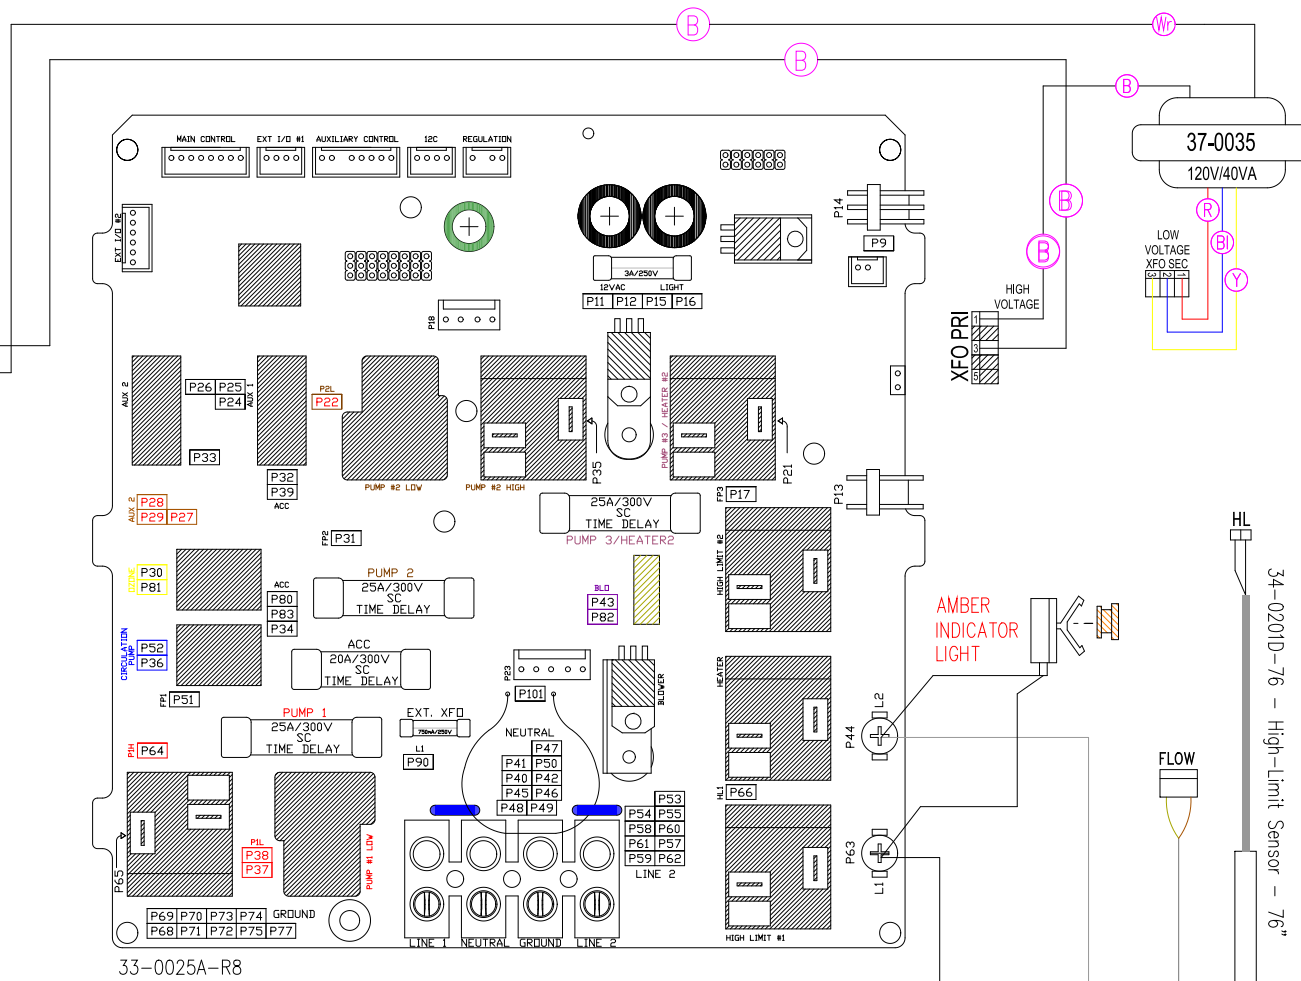 B
Wr
B
B
37-0035
120V/40VA
MAIN CONTROL
EXT I/O #1
AUXILIARY CONTROL
12C
REGULATION
EXT I/O #2
P14
P9
B
B
R
Bl
Y
LOW
VOLTAGE
XFO SEC
3 2 1
HIGH
VOLTAGE
XFO PRI
1
3
5
3A/250V
12VAC
LIGHT
P11 P12 P15 P16
P18
AUX 2
P26 P25
P24
AUX 1
P2L
P22
P33
P32
P39
ACC
PUMP #2 LOW
PUMP #2 HIGH
P35
PUMP #3 / HEATER #2
P21
P13
AUX 2
P28
P29 P27
FP2
P31
25A/300V
SC
TIME DELAY
PUMP 3/HEATER2
FP3
P17
HIGH LIMIT #2
OZONE
P30
P81
ACC
P80
P83
P34
PUMP 2
25A/300V
SC
TIME DELAY
BLO
P43
P82
CIRCULATION
PUMP
P52
P36
FP1
P51
ACC
20A/300V
SC
TIME DELAY
P23
P101
BLOWER
HEATER
PUMP 1
25A/300V
SC
TIME DELAY
EXT. XFO
750mA/250V
L1
P90
P1H
P64
NEUTRAL
P47
P41 P50
P40 P42
P45 P46
P48 P49
P53
P54 P55
P58 P60
P61 P57
P59 P62
LINE 2
HL1
P66
P44
L2
P63
L1
HIGH LIMIT #1
P65
P1L
P38
P37
PUMP #1 LOW
P69 P70 P73 P74 GROUND
P68 P71 P72 P75 P77
LINE 1
NEUTRAL
GROUND
LINE 2
33-0025A-R8
AMBER
INDICATOR
LIGHT
HL
34-0201D-76 - High-Limit Sensor - 76"
FLOW